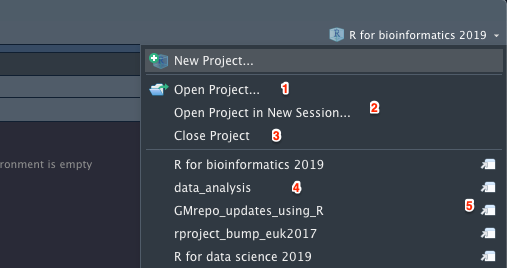 R for bioinformatics 2019
New Project...
Open Project... 1
Open Project in New Session... 2
Close Project 3
ronment is empty
R for bioinformatics 2019
data_analysis 4
GMrepo_updates_using_R 5
rproject_bump_euk2017
R for data science 2019